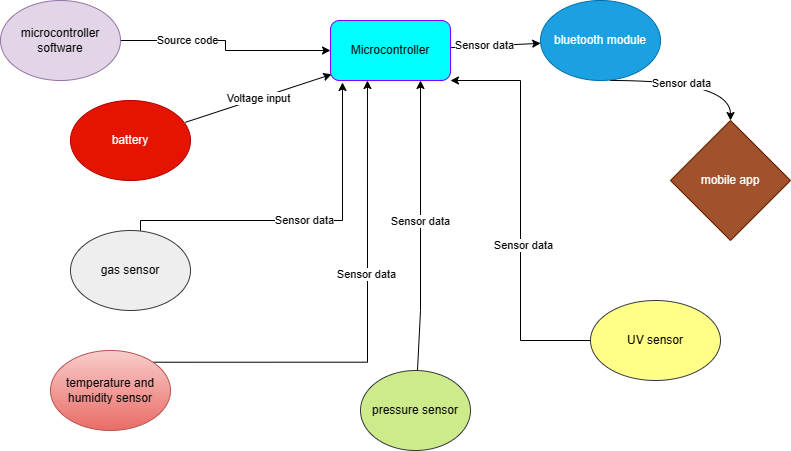 microcontroller
software
Source code
Microcontroller
Sensor data
bluetooth module
Sensor data
Voltage input
battery
mobile app
Sensor data
Sensor data
Sensor data
Sensor data
gas sensor
UV sensor
temperature and
humidity sensor
pressure sensor